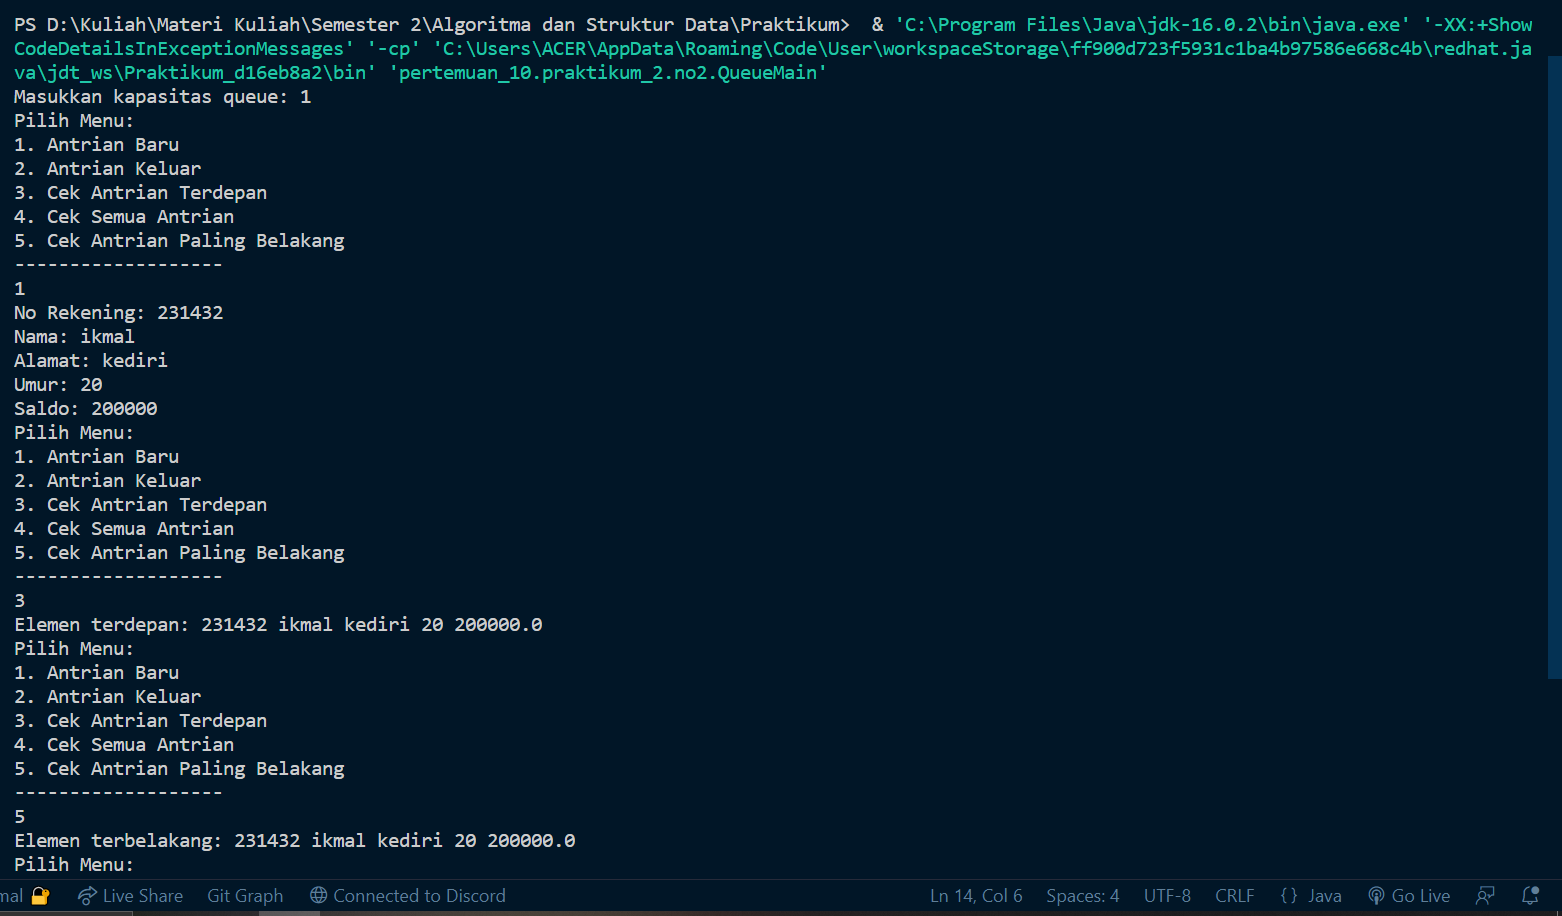 PS D:\Kuliah\Materi Kuliah\Semester 2\Algoritma dan Struktur Data\Praktikum>  & 'C:\Program Files\Java\jdk-16.0.2\bin\java.exe' '-XX:+Show
CodeDetailsInExceptionMessages' '-cp' 'C:\Users\ACER\AppData\Roaming\Code\User\workspaceStorage\ff900d723f5931c1ba4b97586e668c4b\redhat.ja
va\jdt_ws\Praktikum_d16eb8a2\bin' 'pertemuan_10.praktikum_2.no2.QueueMain'
Masukkan kapasitas queue: 1
Pilih Menu:
1. Antrian Baru
2. Antrian Keluar
3. Cek Antrian Terdepan
4. Cek Semua Antrian
5. Cek Antrian Paling Belakang
-------------------
1
No Rekening: 231432
Nama: ikmal
Alamat: kediri
Umur: 20
Saldo: 200000
Pilih Menu:
1. Antrian Baru
2. Antrian Keluar
3. Cek Antrian Terdepan
4. Cek Semua Antrian
5. Cek Antrian Paling Belakang
-------------------
3
Elemen terdepan: 231432 ikmal kediri 20 200000.0
Pilih Menu:
1. Antrian Baru
2. Antrian Keluar
3. Cek Antrian Terdepan
4. Cek Semua Antrian
5. Cek Antrian Paling Belakang
-------------------
5
Elemen terbelakang: 231432 ikmal kediri 20 200000.0
Pilih Menu:
mal Live Share Git Graph Connected to Discord Ln 14, Col 6 Spaces: 4 UTF-8 CRLF {} Java Go Live